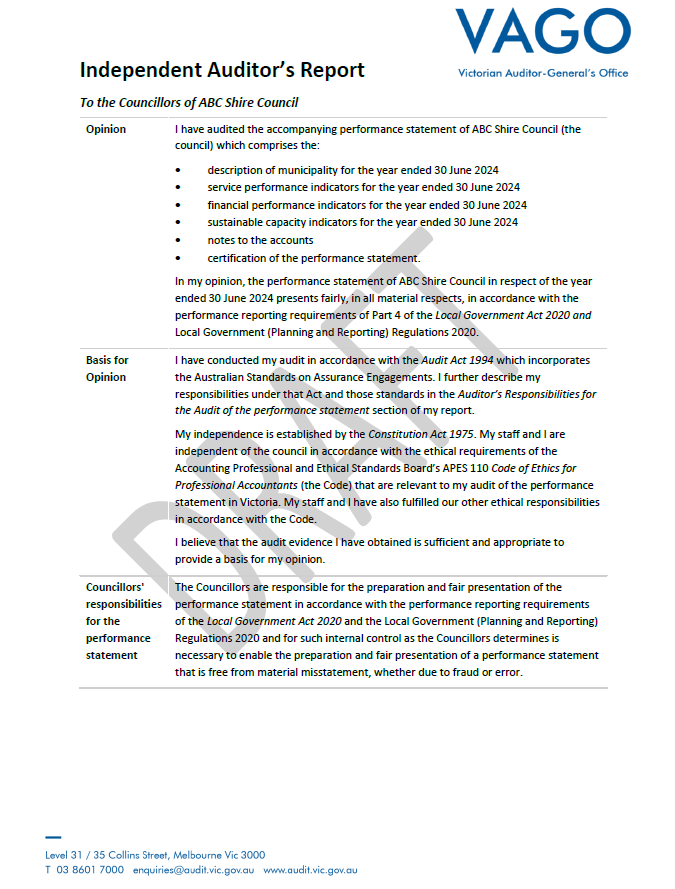 VAGO
Victorian Auditor-General's Office
Independent Auditor's Report
To the Councillors of ABC Shire Council
Opinion
I have audited the accompanying performance statement of ABC Shire Council (the
council) which comprises the:
• description of municipality for the year ended 30 June 2024
• service performance indicators for the year ended 30 June 2024
• financial performance indicators for the year ended 30 June 2024
• sustainable capacity indicators for the year ended 30 June 2024
• notes to the accounts
• certification of the performance statement.
In my opinion, the performance statement of ABC Shire Council in respect of the year
ended 30 June 2024 presents fairly, in all material respects, in accordance with the
performance reporting requirements of Part 4 of the Local Government Act 2020 and
Local Government (Planning and Reporting) Regulations 2020.
Basis for
Opinion
I have conducted my audit in accordance with the Audit Act 1994 which incorporates
the Australian Standards on Assurance Engagements. I further describe my
responsibilities under that Act and those standards in the Auditor's Responsibilities for
the Audit of the performance statement section of my report.
My independence is established by the Constitution Act 1975. My staff and I are
independent of the council in accordance with the ethical requirements of the
Accounting Professional and Ethical Standards Board's APES 110 Code of Ethics for
Professional Accountants (the Code) that are relevant to my audit of the performance
statement in Victoria. My staff and I have also fulfilled our other ethical responsibilities
in accordance with the Code.
I believe that the audit evidence I have obtained is sufficient and appropriate to
provide a basis for my opinion.
Councillors'
responsibilities
for the
performance
statement
The Councillors are responsible for the preparation and fair presentation of the
performance statement in accordance with the performance reporting requirements
of the Local Government Act 2020 and the Local Government (Planning and Reporting)
Regulations 2020 and for such internal control as the Councillors determines is
necessary to enable the preparation and fair presentation of a performance statement
that is free from material misstatement, whether due to fraud or error.
DRAFT
Level 31 / 35 Collins Street, Melbourne Vic 3000
T 03 8601 7000 enquiries@audit.vic.gov.au www.audit.vic.gov.au